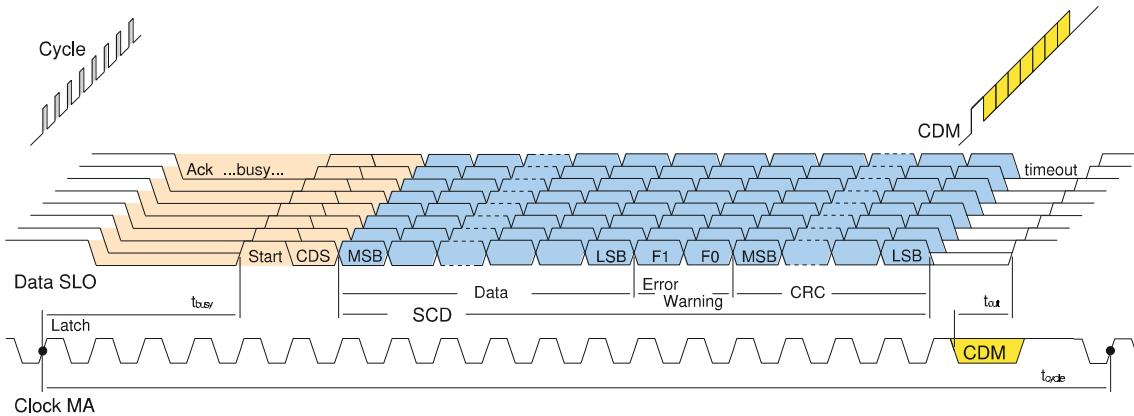 Cycle
CDM
Ack ...busy...
timeout
Start CDS MSB LSB F1 F0 MSB LSB
Data SLO
Data
Error
Warning
CRC
t_busy
SCD
t_out
Latch
CDM
t_cycle
Clock MA